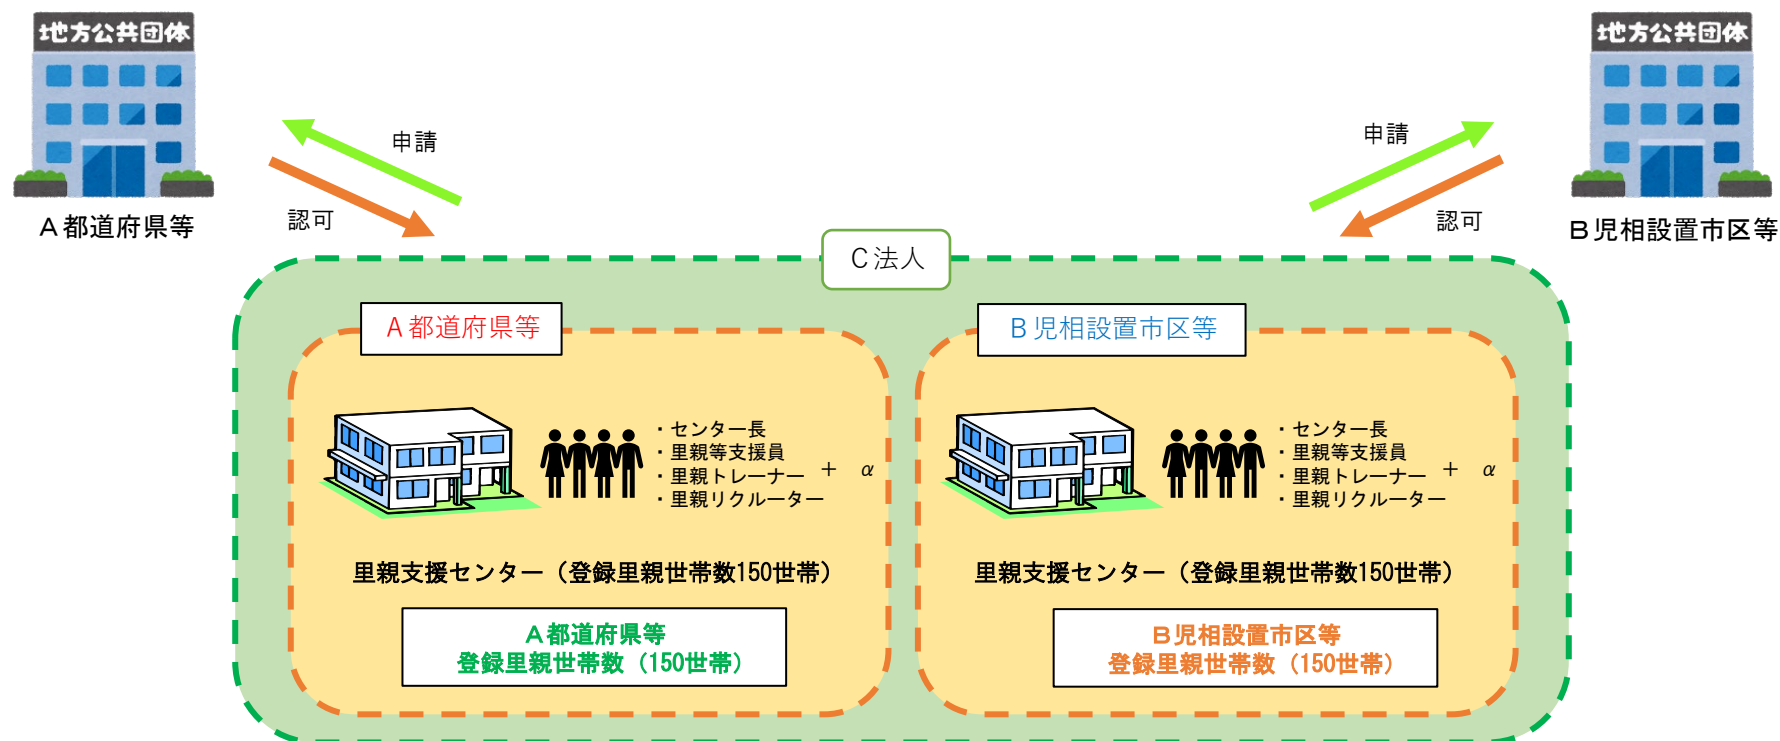 地方公共団体
A都道府県等
地方公共団体
B児相設置市区等
申請
認可
申請
認可
C法人
A都道府県等
・センター長
・里親等支援員
・里親トレーナー
・里親リクルーター
＋ α
里親支援センター（登録里親世帯数150世帯）
A都道府県等
登録里親世帯数（150世帯）
B児相設置市区等
・センター長
・里親等支援員
・里親トレーナー
・里親リクルーター
＋ α
里親支援センター（登録里親世帯数150世帯）
B児相設置市区等
登録里親世帯数（150世帯）